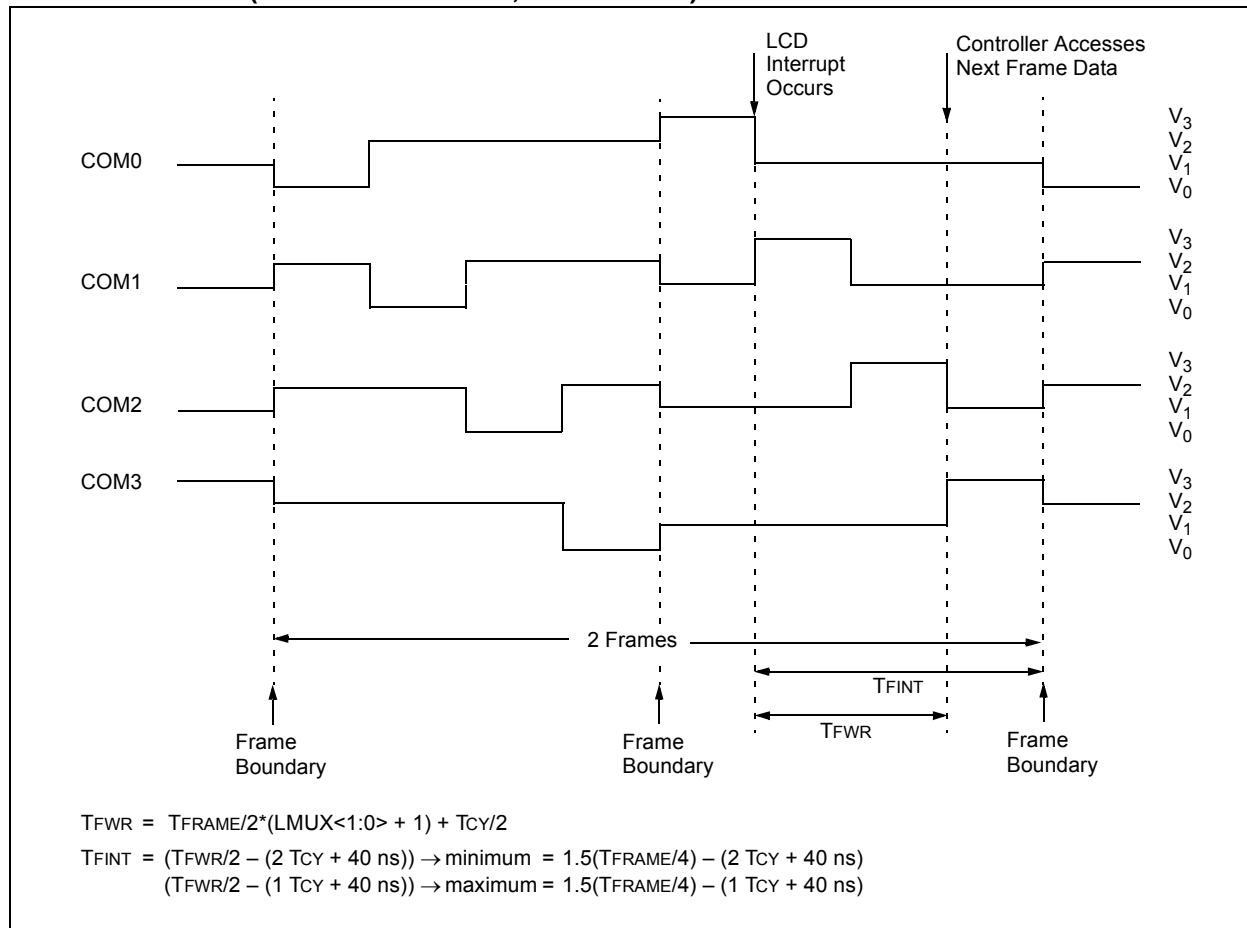 LCD
Interrupt
Occurs
Controller Accesses
Next Frame Data
COM0
V3
V2
V1
V0
COM1
V3
V2
V1
V0
COM2
V3
V2
V1
V0
COM3
V3
V2
V1
V0
2 Frames
TFINT
TFWR
Frame
Boundary
Frame
Boundary
Frame
Boundary
TFWR = TFRAME/2*(LMUX<1:0> + 1) + TCY/2
TFINT = (TFWR/2 – (2 TCY + 40 ns)) → minimum = 1.5(TFRAME/4) – (2 TCY + 40 ns)
(TFWR/2 – (1 TCY + 40 ns)) → maximum = 1.5(TFRAME/4) – (1 TCY + 40 ns)